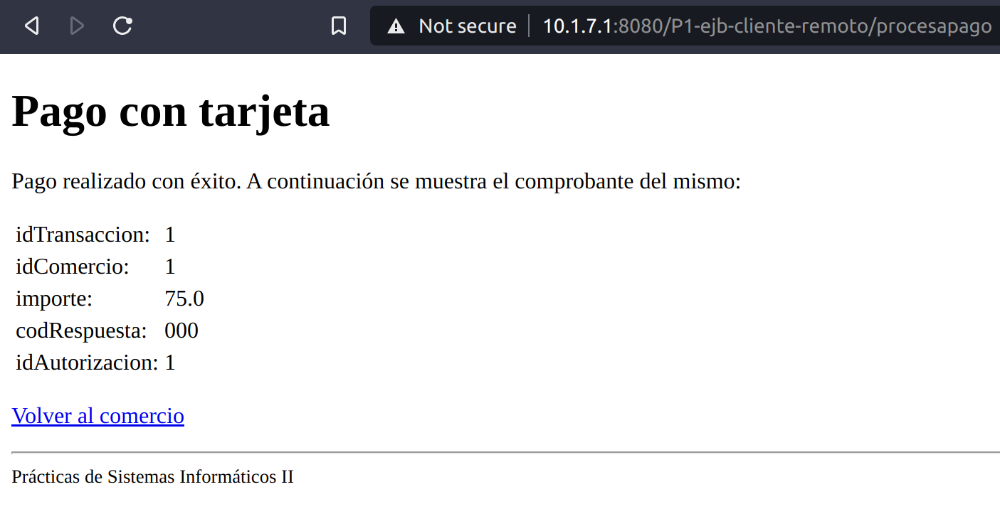 Not secure 10.1.7.1:8080/P1-ejb-cliente-remoto/procesapago
Pago con tarjeta
Pago realizado con éxito. A continuación se muestra el comprobante del mismo:
idTransaccion: 1
idComercio: 1
importe: 75.0
codRespuesta: 000
idAutorizacion: 1
Volver al comercio
Prácticas de Sistemas Informáticos II